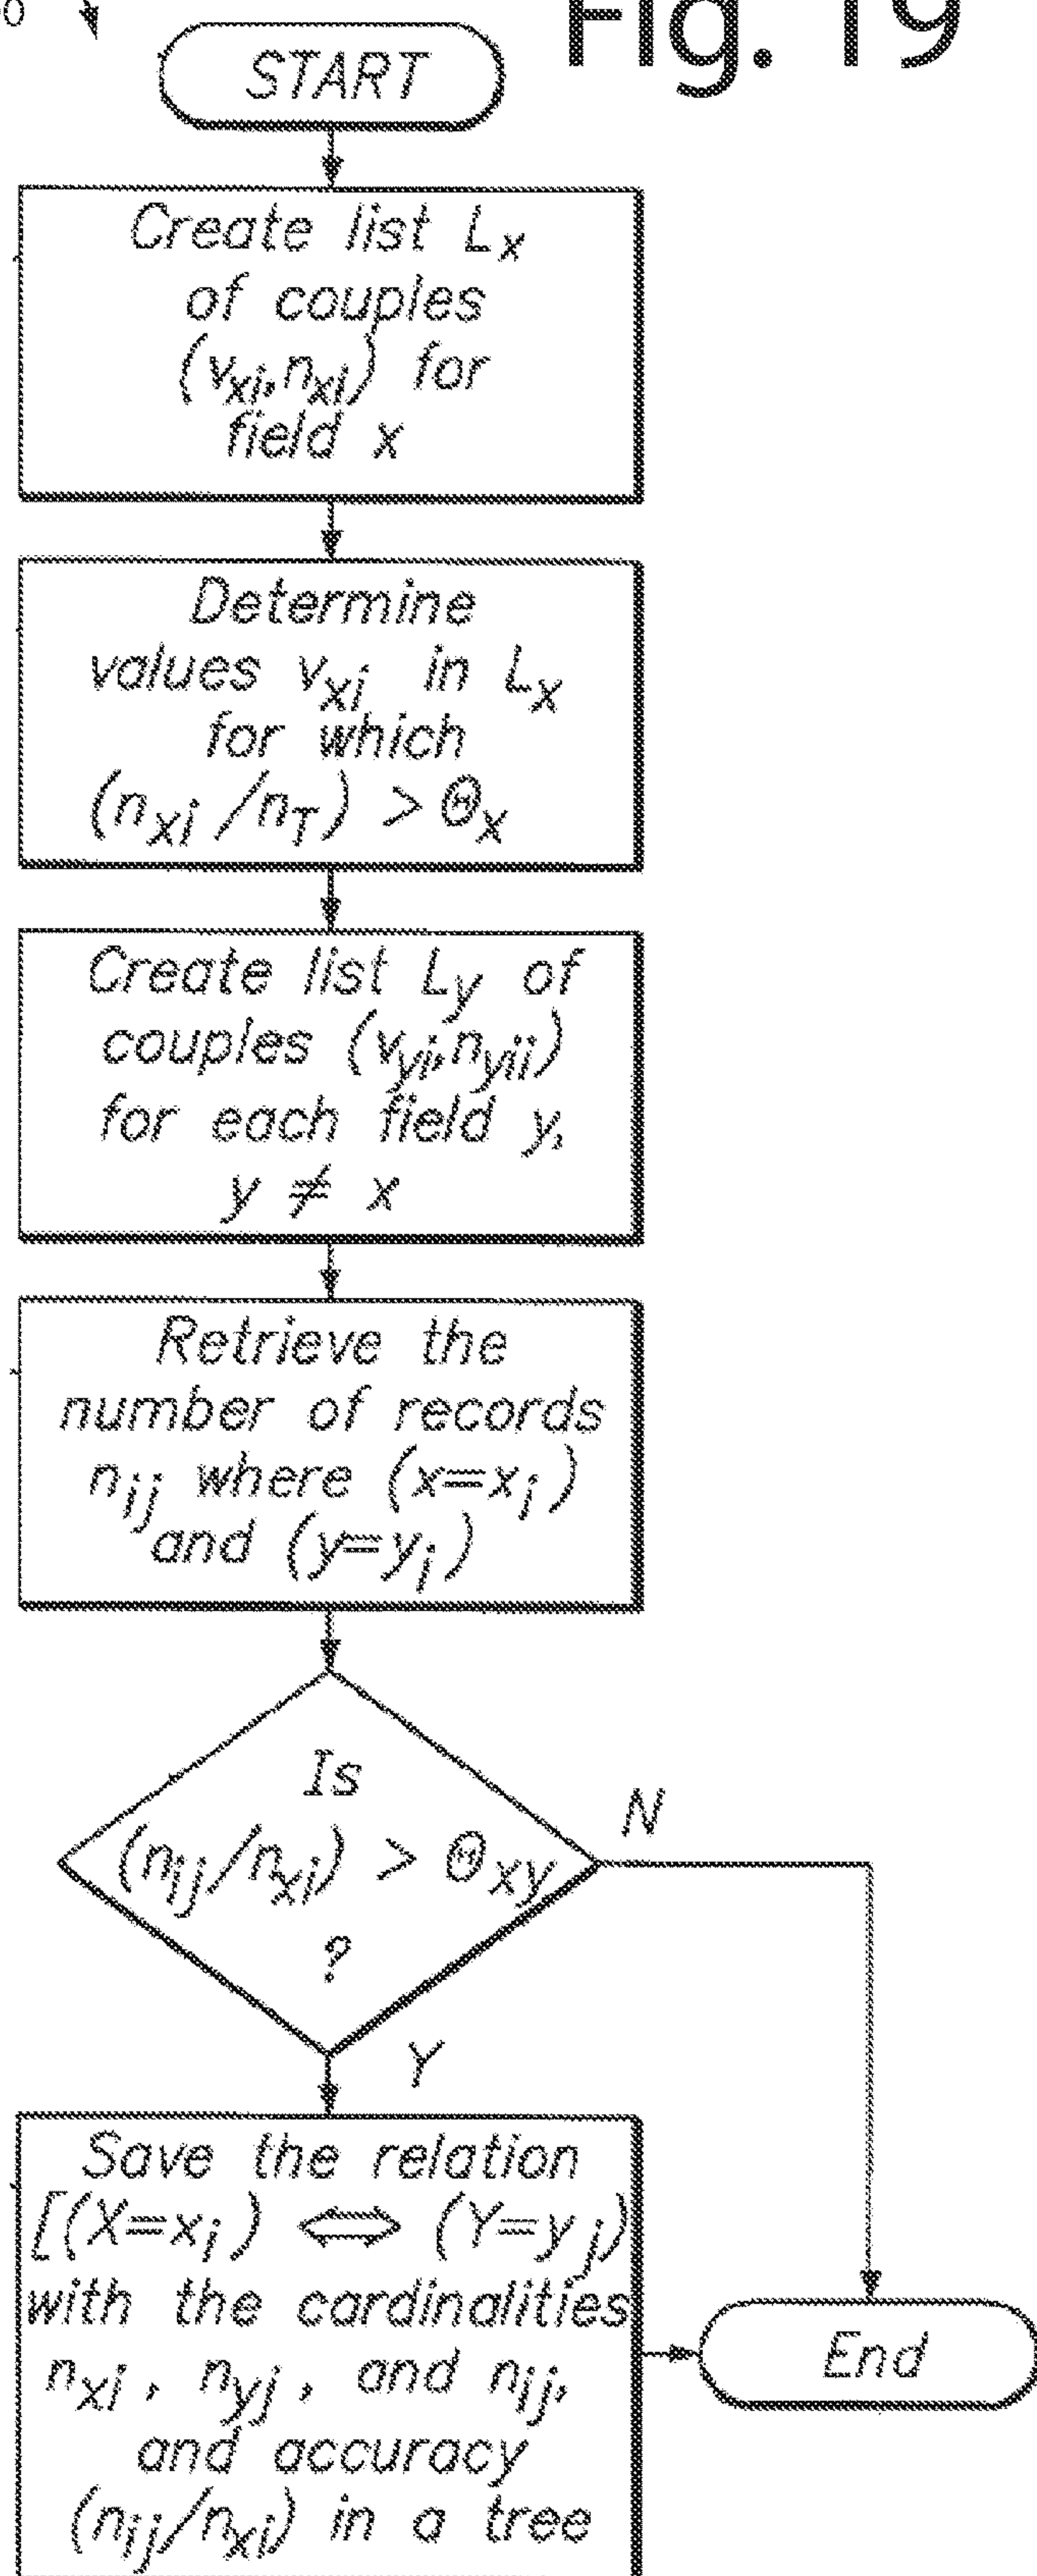 Fig. 19
START
Create list Lx
of couples
(vxi,nxi) for
field x
Determine
values vxi in Lx
for which
(nxi /nT) > Θx
Create list Ly of
couples (vyi,nyii)
for each field y,
y ≠ x
Retrieve the
number of records
nij where (x=xi)
and (y=yi)
Is
(nij/nxi) > Θxy
?
N
Y
Save the relation
[(X=xi) ⇔ (Y=yj)
with the cardinalities
nxi, nyj, and nij,
and accuracy
(nij/nxi) in a tree
End